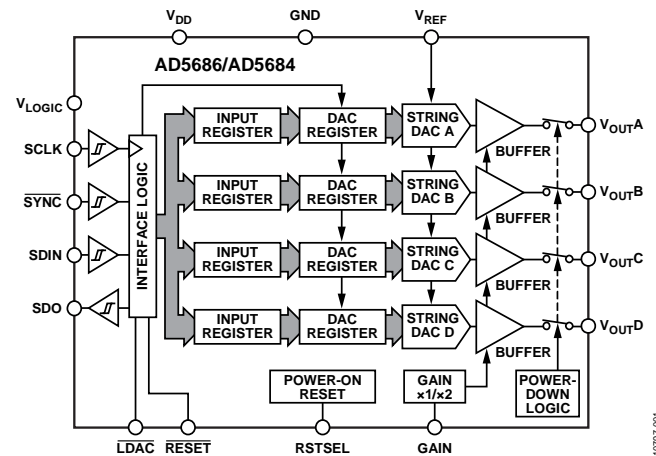 VDD
GND
VREF
AD5686/AD5684
VLOGIC
SCLK
SYNC
SDIN
SDO
INTERFACE LOGIC
INPUT
REGISTER
DAC
REGISTER
STRING
DAC A
BUFFER
VOUTA
INPUT
REGISTER
DAC
REGISTER
STRING
DAC B
BUFFER
VOUTB
INPUT
REGISTER
DAC
REGISTER
STRING
DAC C
BUFFER
VOUTC
INPUT
REGISTER
DAC
REGISTER
STRING
DAC D
BUFFER
VOUTD
POWER-ON
RESET
GAIN
×1/×2
POWER-
DOWN
LOGIC
LDAC
RESET
RSTSEL
GAIN
10797-001